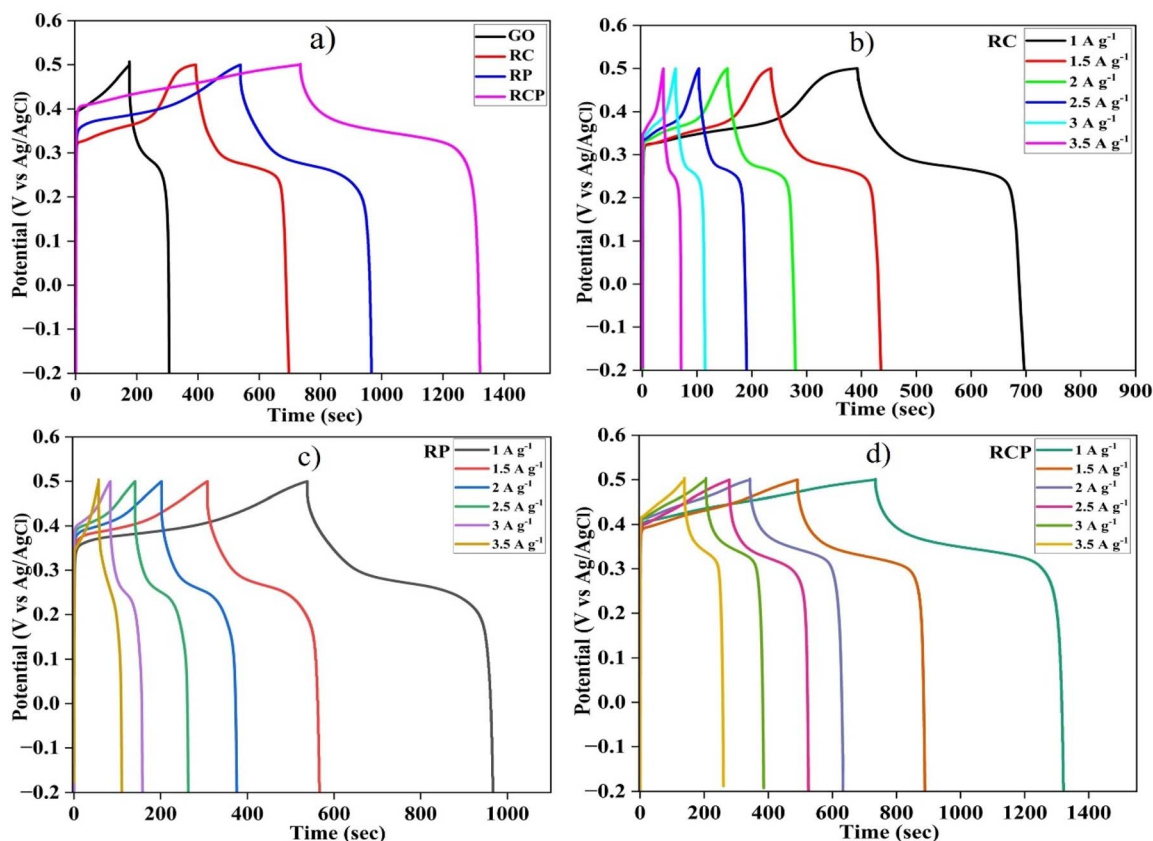 a)
GO
RC
RP
RCP
0.6
0.5
0.4
0.3
0.2
0.1
0.0
−0.1
−0.2
Potential (V vs Ag/AgCl)
0 200 400 600 800 1000 1200 1400
Time (sec)
b)
RC
1 A g-1
1.5 A g-1
2 A g-1
2.5 A g-1
3 A g-1
3.5 A g-1
0.6
0.5
0.4
0.3
0.2
0.1
0.0
−0.1
−0.2
Potential (V vs Ag/AgCl)
0 100 200 300 400 500 600 700 800 900
Time (sec)
c)
RP
1 A g-1
1.5 A g-1
2 A g-1
2.5 A g-1
3 A g-1
3.5 A g-1
0.6
0.5
0.4
0.3
0.2
0.1
0.0
−0.1
−0.2
Potential (V vs Ag/AgCl)
0 200 400 600 800 1000
Time (sec)
d)
RCP
1 A g-1
1.5 A g-1
2 A g-1
2.5 A g-1
3 A g-1
3.5 A g-1
0.6
0.5
0.4
0.3
0.2
0.1
0.0
−0.1
−0.2
Potential (V vs Ag/AgCl)
0 200 400 600 800 1000 1200 1400
Time (sec)